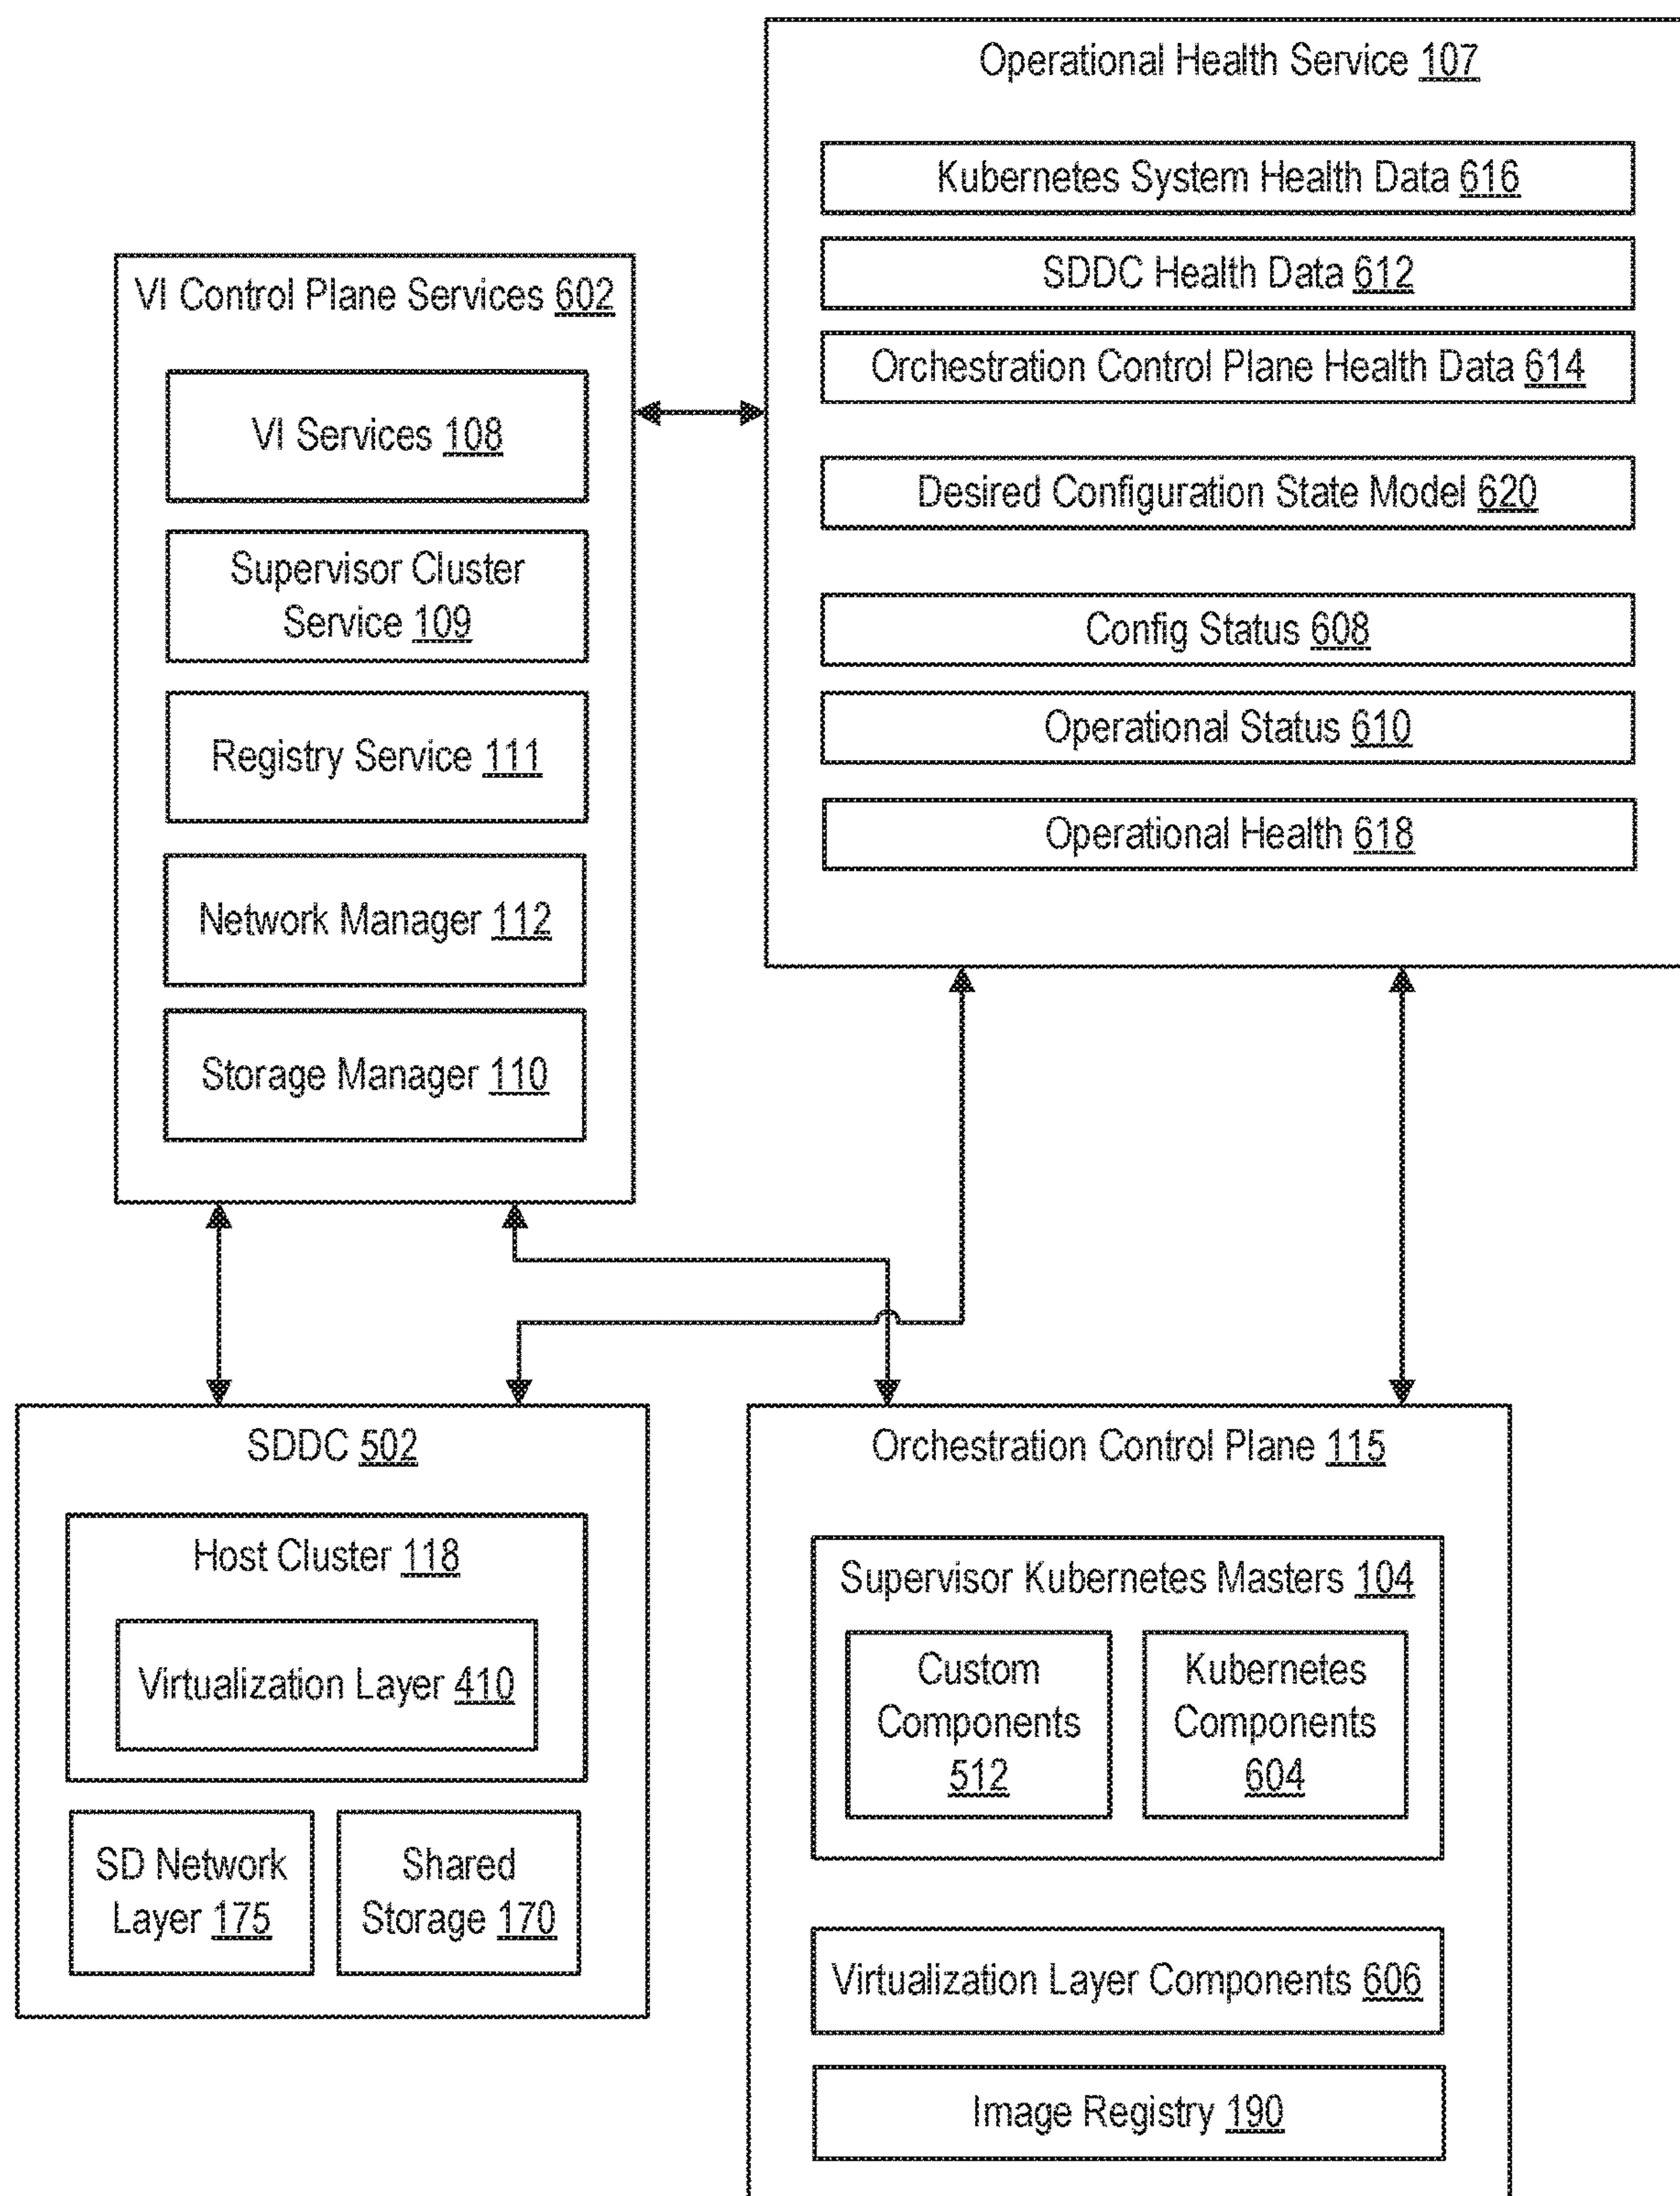 Operational Health Service 107
Kubernetes System Health Data 616
SDDC Health Data 612
Orchestration Control Plane Health Data 614
Desired Configuration State Model 620
Config Status 608
Operational Status 610
Operational Health 618
VI Control Plane Services 602
VI Services 108
Supervisor Cluster
Service 109
Registry Service 111
Network Manager 112
Storage Manager 110
SDDC 502
Host Cluster 118
Virtualization Layer 410
SD Network
Layer 175
Shared
Storage 170
Orchestration Control Plane 115
Supervisor Kubernetes Masters 104
Custom
Components
512
Kubernetes
Components
604
Virtualization Layer Components 606
Image Registry 190